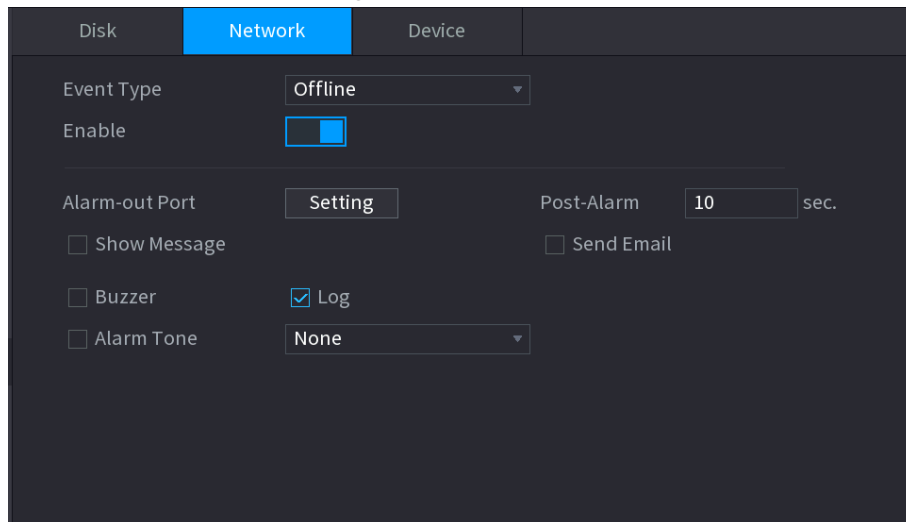 Disk Network Device
Event Type Offline
Enable
Alarm-out Port Setting Post-Alarm 10 sec.
Show Message Send Email
Buzzer Log
Alarm Tone None